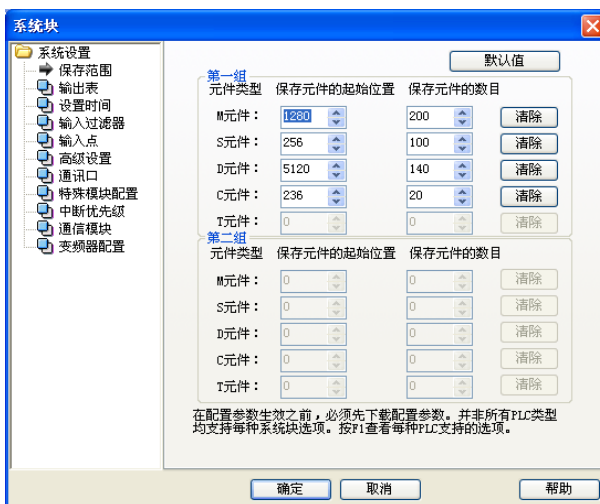 系统块
系统设置
保存范围
输出表
设置时间
输入过滤器
输入点
高级设置
通讯口
特殊模块配置
中断优先级
通信模块
变频器配置
默认值
第一组
元件类型 保存元件的起始位置 保存元件的数目
M元件： 1280 200 清除
S元件： 256 100 清除
D元件： 5120 140 清除
C元件： 236 20 清除
T元件： 0 0 清除
第二组
元件类型 保存元件的起始位置 保存元件的数目
M元件： 0 0 清除
S元件： 0 0 清除
D元件： 0 0 清除
C元件： 0 0 清除
T元件： 0 0 清除
在配置参数生效之前，必须先下载配置参数。并非所有PLC类型
均支持每种系统块选项。按F1查看每种PLC支持的选项。
确定 取消 帮助